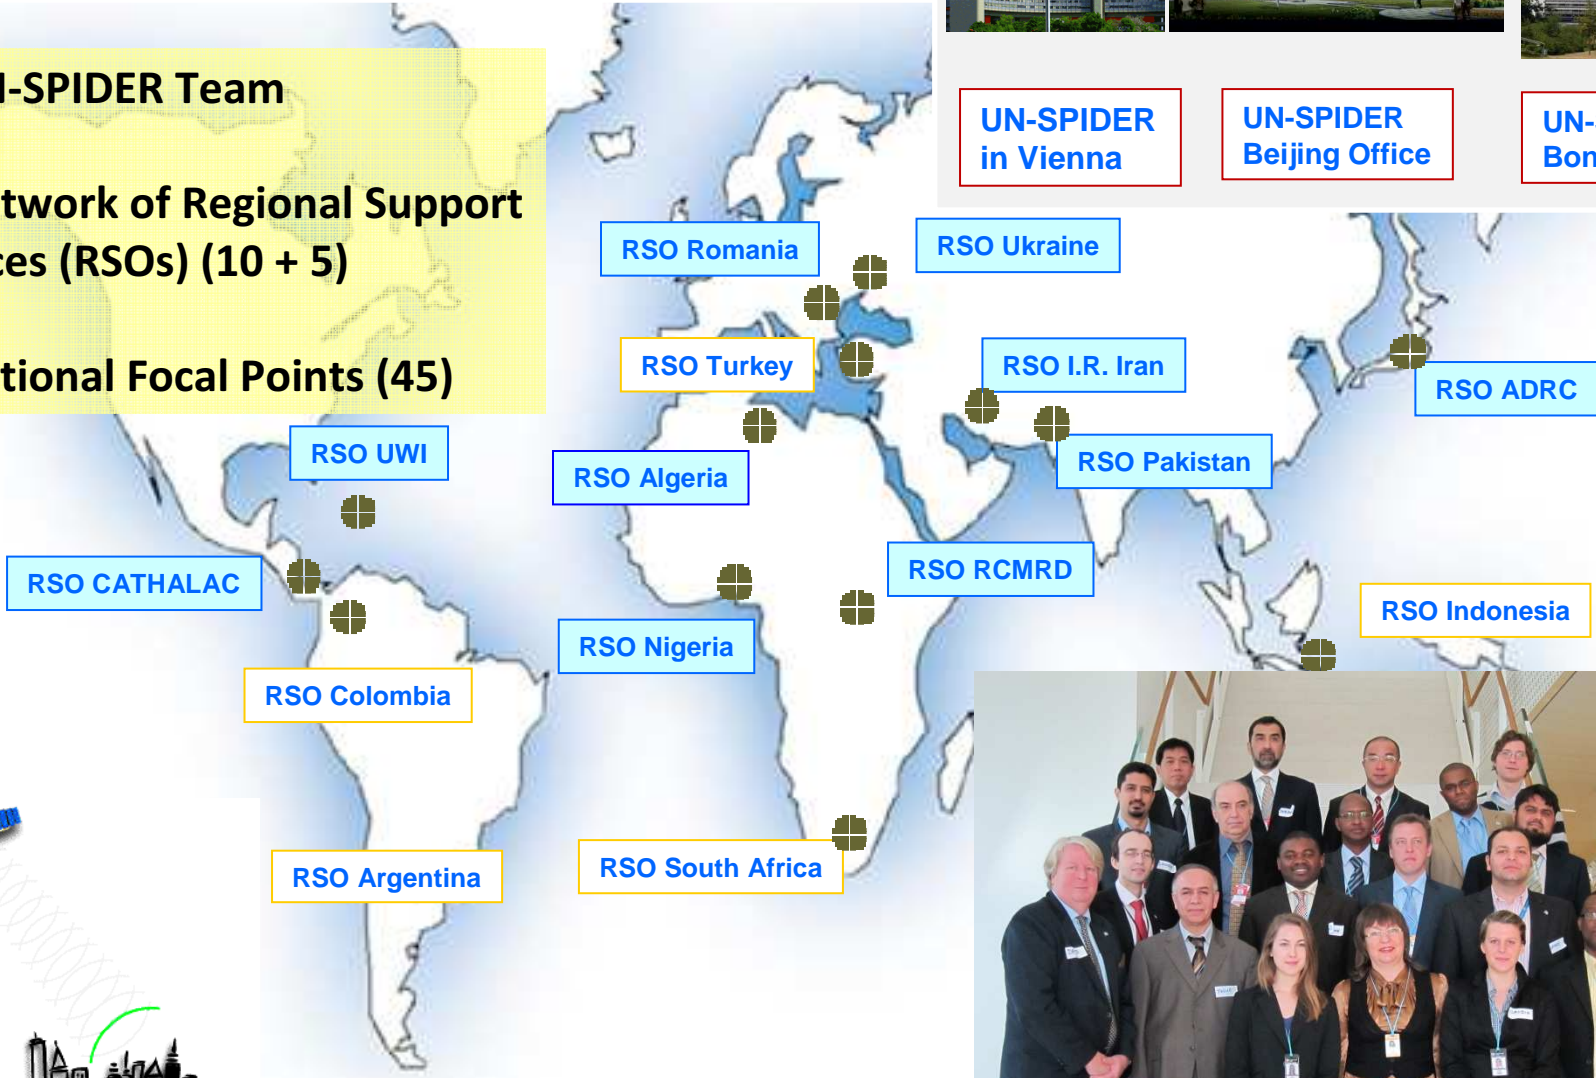 I-SPIDER Team
twork of Regional Support
ces (RSOs) (10 + 5)
tional Focal Points (45)
UN-SPIDER
in Vienna
UN-SPIDER
Beijing Office
UN-
Bon
RSO Romania
RSO Ukraine
RSO Turkey
RSO I.R. Iran
RSO ADRC
RSO UWI
RSO Algeria
RSO Pakistan
RSO CATHALAC
RSO RCMRD
RSO Indonesia
RSO Nigeria
RSO Colombia
RSO Argentina
RSO South Africa